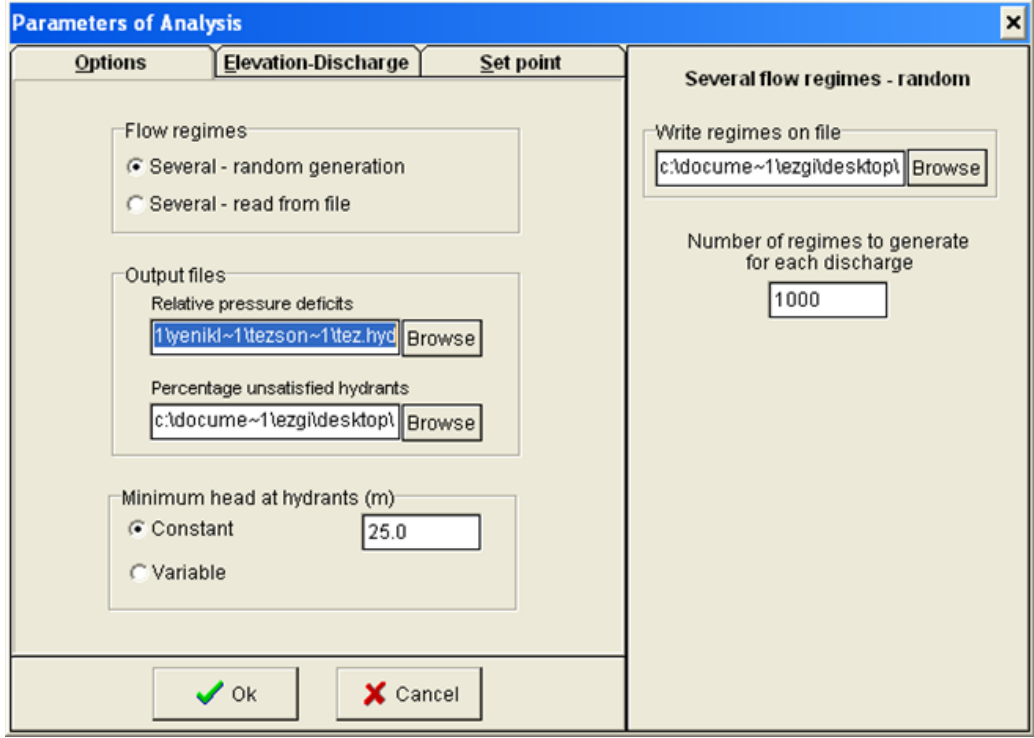 Parameters of Analysis
Options
Elevation-Discharge
Set point
Flow regimes
Several - random generation
Several - read from file
Output files
Relative pressure deficits
1\yenikl~1\tezson~1\tez.hyd
Browse
Percentage unsatisfied hydrants
c:\docume~1\ezgi\desktop\
Browse
Minimum head at hydrants (m)
Constant
25.0
Variable
Ok
Cancel
Several flow regimes - random
Write regimes on file
c:\docume~1\ezgi\desktop\
Browse
Number of regimes to generate
for each discharge
1000